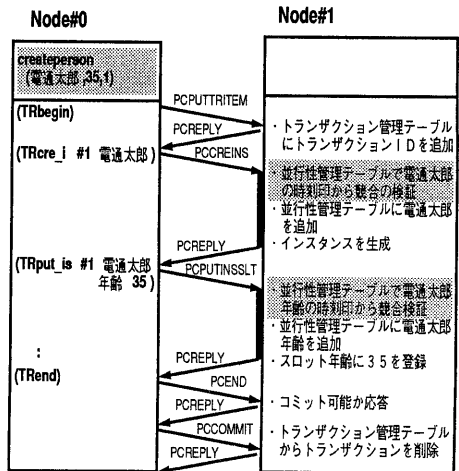 Node#0
Node#1
createperson
(電通太郎,35,1)
(TRbegin)
PCPUTTRITEM
PCREPLY
・トランザクション管理テーブル
にトランザクションＩＤを追加
(TRcre_i #1 電通太郎)
PCCREINS
・並行性管理テーブルで電通太郎
の時刻印から競合の検証
・並行性管理テーブルに電通太郎
を追加
・インスタンスを生成
PCREPLY
(TRput_is #1 電通太郎
年齢 35)
PCPUTINSSLT
・並行性管理テーブルで電通太郎
年齢の時刻印から競合検証
・並行性管理テーブルに電通太郎
年齢を追加
・スロット年齢に３５を登録
:
PCREPLY
(TRend)
PCEND
PCREPLY
・コミット可能か応答
PCCOMMIT
・トランザクション管理テーブル
からトランザクションを削除
PCREPLY